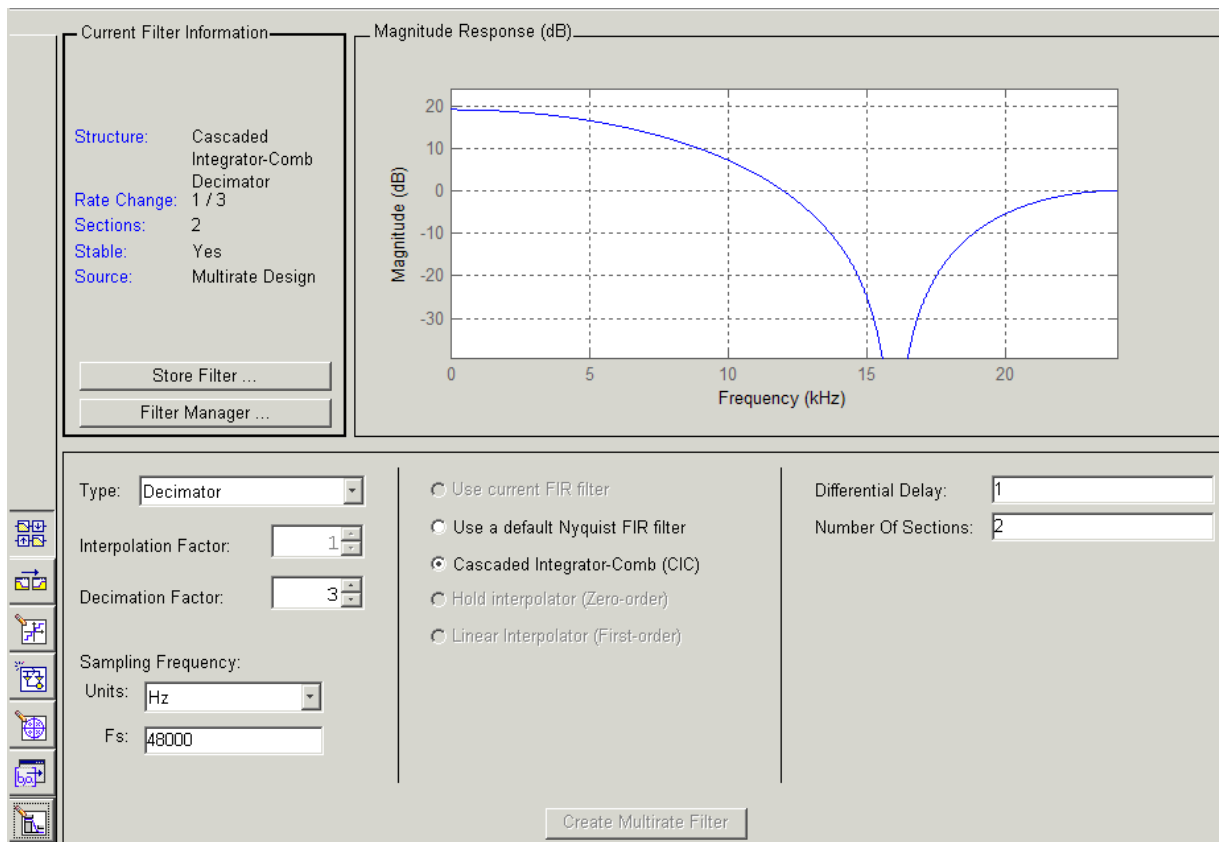 Current Filter Information
Structure: Cascaded
Integrator-Comb
Decimator
Rate Change: 1 / 3
Sections: 2
Stable: Yes
Source: Multirate Design
Store Filter ...
Filter Manager ...
Magnitude Response (dB)
20
10
0
-10
-20
-30
Magnitude (dB)
0 5 10 15 20
Frequency (kHz)
Type: Decimator
Interpolation Factor: 1
Decimation Factor: 3
Sampling Frequency:
Units: Hz
Fs: 48000
Use current FIR filter
Use a default Nyquist FIR filter
Cascaded Integrator-Comb (CIC)
Hold interpolator (Zero-order)
Linear Interpolator (First-order)
Differential Delay: 1
Number Of Sections: 2
Create Multirate Filter